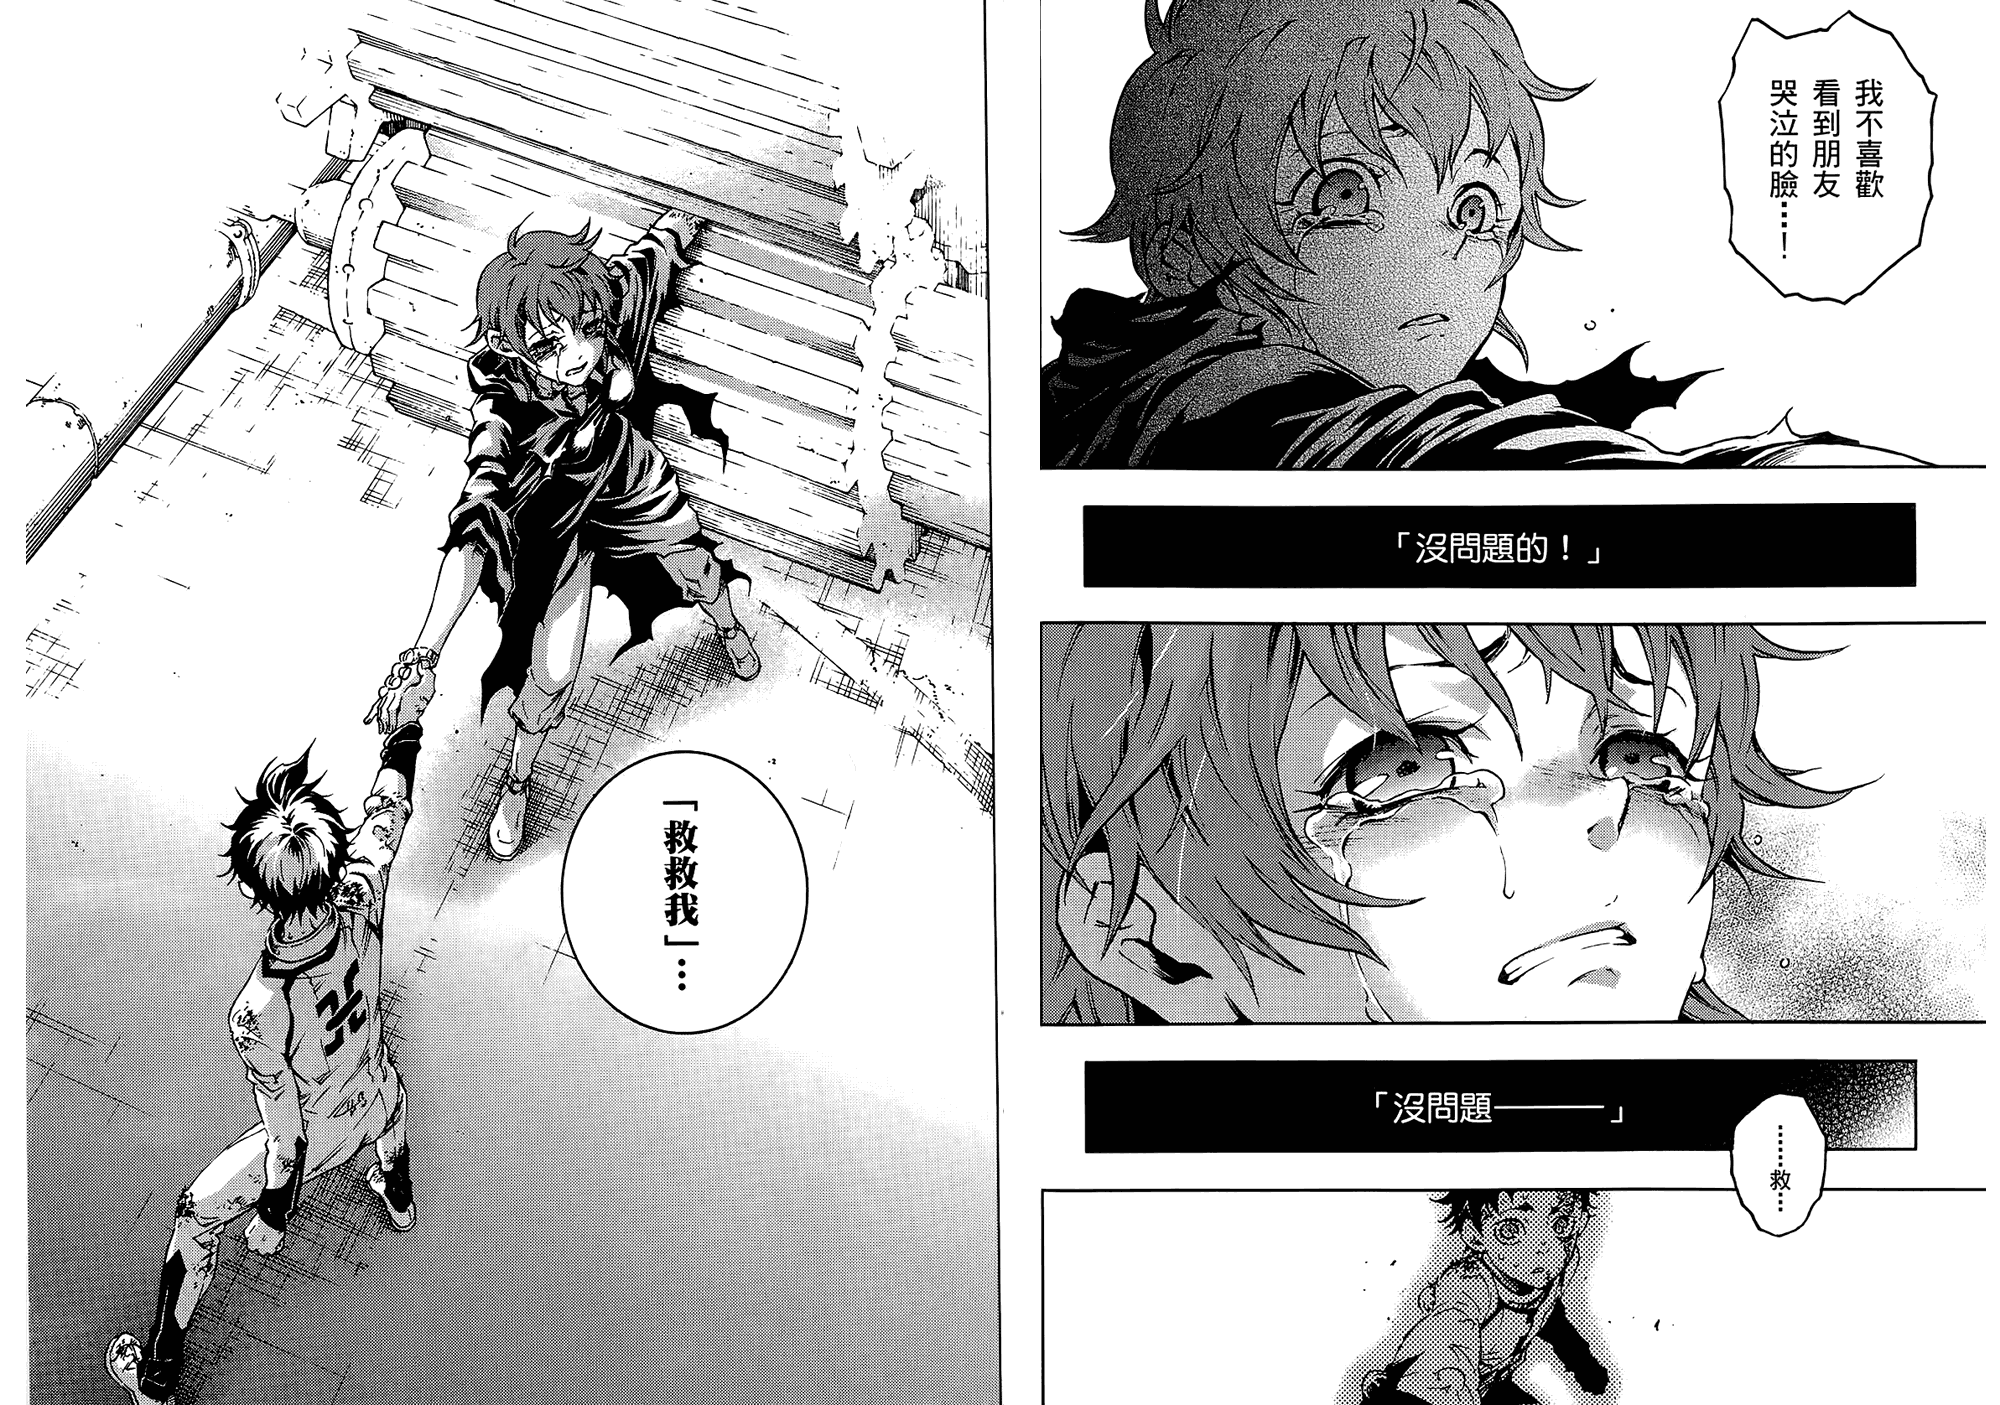 我不喜歡
看到朋友
哭泣的臉……！
「沒問題的！」
「沒問題———」
……救…
「救救我」…